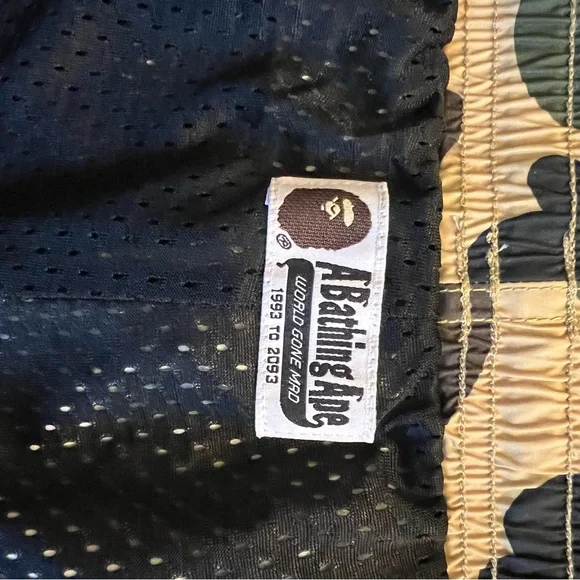 ®
A Bathing Ape
WORLD GONE MAD
1993 TO 2093